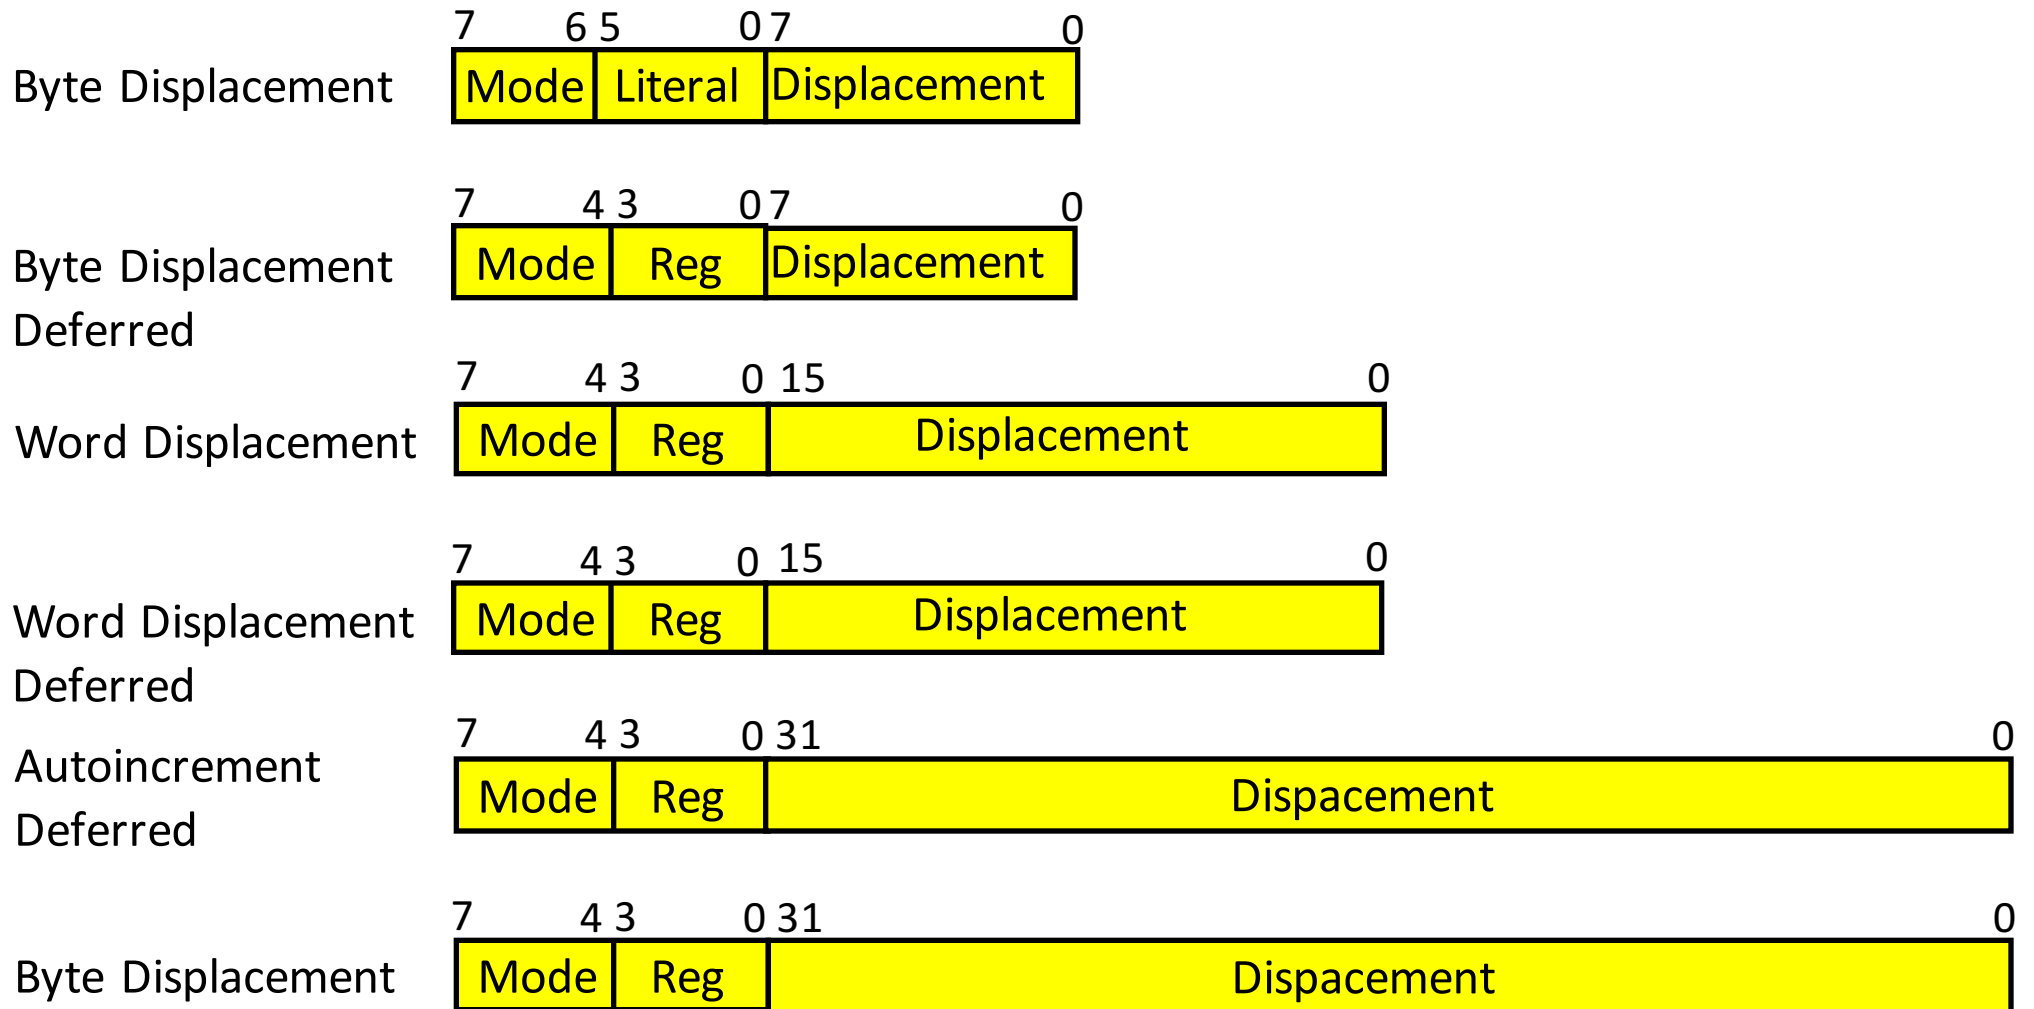 7 6 5 0 7 0
Byte Displacement Mode Literal Displacement
7 4 3 0 7 0
Byte Displacement Mode Reg Displacement
Deferred
7 4 3 0 15 0
Word Displacement Mode Reg Displacement
7 4 3 0 15 0
Word Displacement Mode Reg Displacement
Deferred
7 4 3 0 31 0
Autoincrement Mode Reg Dispacement
Deferred
7 4 3 0 31 0
Byte Displacement Mode Reg Dispacement